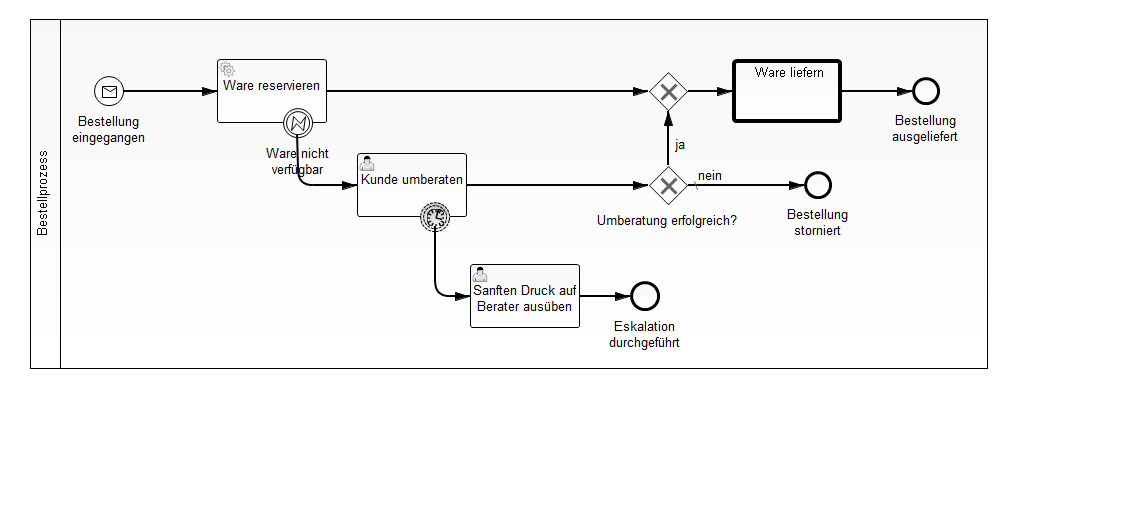 Bestellprozess
Bestellung
eingegangen
Ware reservieren
Ware nicht
verfügbar
Kunde umberaten
Sanften Druck auf
Berater ausüben
Eskalation
durchgeführt
Umberatung erfolgreich?
ja
nein
Bestellung
storniert
Ware liefern
Bestellung
ausgeliefert